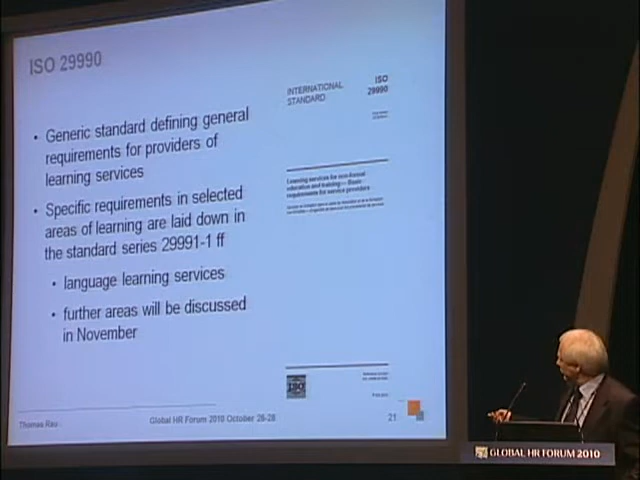 ISO 29990
INTERNATIONAL
STANDARD
ISO
29990
• Generic standard defining general
requirements for providers of
learning services
• Specific requirements in selected
areas of learning are laid down in
the standard series 29991-1 ff
• language learning services
• further areas will be discussed
in November
Learning services for non-formal
education and training — Basic
requirements for service providers
ISO
Thomas Rau
Global HR Forum 2010 October 26-28
21
GLOBAL HR FORUM 2010